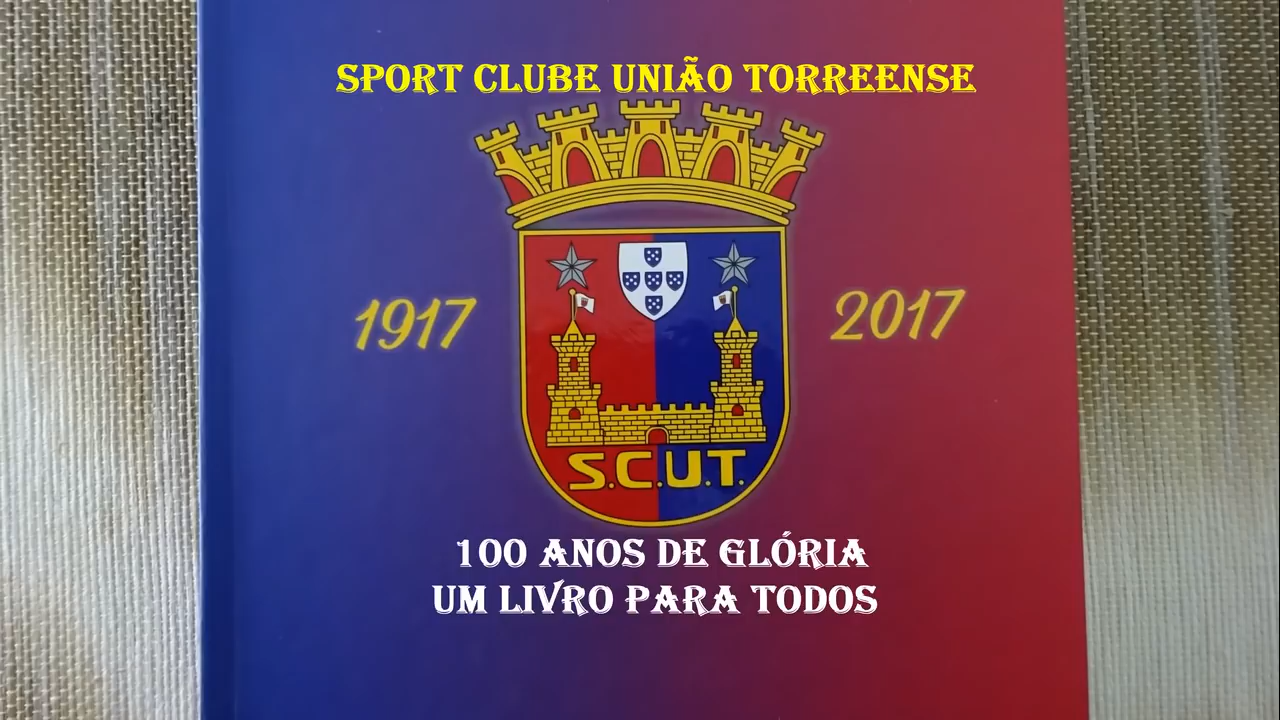 SPORT CLUBE UNIÃO TORREENSE
1917
2017
S.C.U.T.
100 ANOS DE GLÓRIA
UM LIVRO PARA TODOS